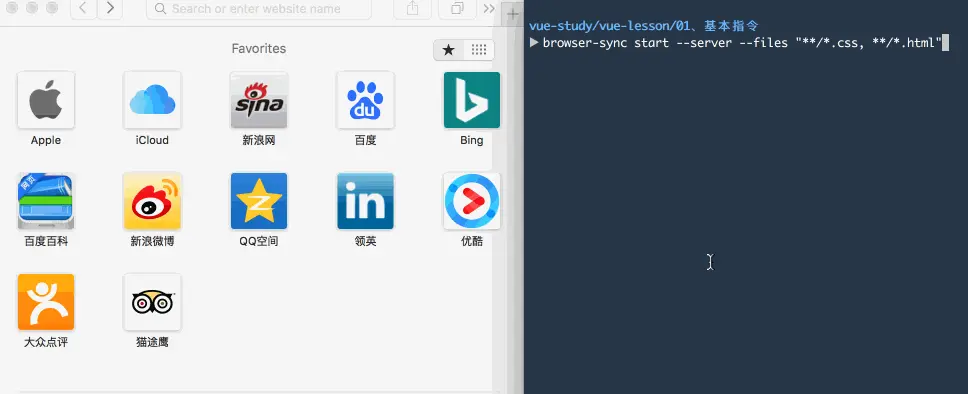 Search or enter website name
Favorites
Apple
iCloud
sina
新浪网
du
百度
Bing
网页
百度百科
新浪微博
QQ空间
in
领英
优酷
大众点评
猫途鹰
vue-study/vue-lesson/01、基本指令
browser-sync start --server --files "**/*.css, **/*.html"